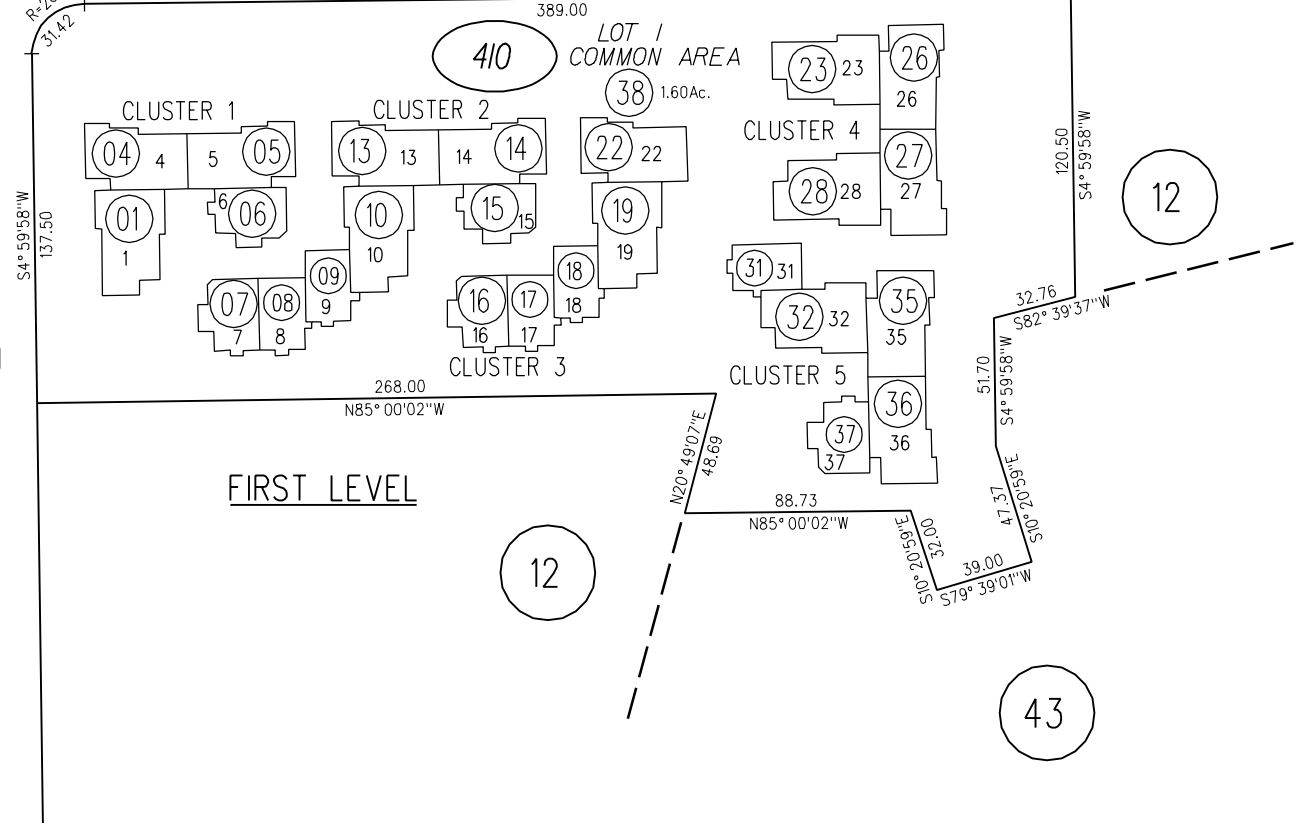 389.00
31.42
410
LOT 1
COMMON AREA
38 1.60Ac.
CLUSTER 1
CLUSTER 2
CLUSTER 4
04 4 5 05
13 13 14 14
22 22
23 23
26
26
27
27
28 28
01
1
6 06
10
10
15 15
19
19
07
7
08
8
09
9
16
16
17
17
18
18
CLUSTER 3
31 31
32 32
35
35
CLUSTER 5
36
36
37
37
S4° 59'58"W
137.50
120.50
S4° 59'58"W
12
32.76
S82° 39'37"W
51.70
S4° 59'58"W
268.00
N85° 00'02"W
N20° 49'07"E
48.69
FIRST LEVEL
88.73
N85° 00'02"W
47.37
S10° 20'59"E
S10° 20'59"E
32.00
39.00
S79° 39'01"W
12
43